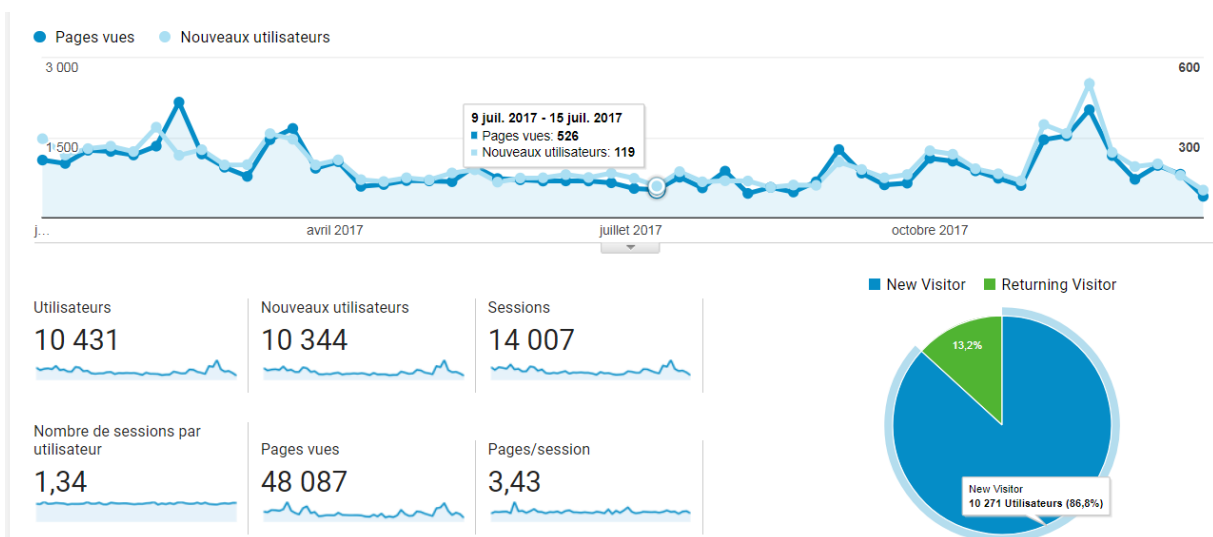 Pages vues Nouveaux utilisateurs
3 000 600
9 juil. 2017 - 15 juil. 2017
Pages vues: 526
Nouveaux utilisateurs: 119
1 500 300
j... avril 2017 juillet 2017 octobre 2017
New Visitor Returning Visitor
Utilisateurs Nouveaux utilisateurs Sessions
10 431 10 344 14 007
13,2%
Nombre de sessions par
utilisateur Pages vues Pages/session
1,34 48 087 3,43
New Visitor
10 271 Utilisateurs (86,8%)